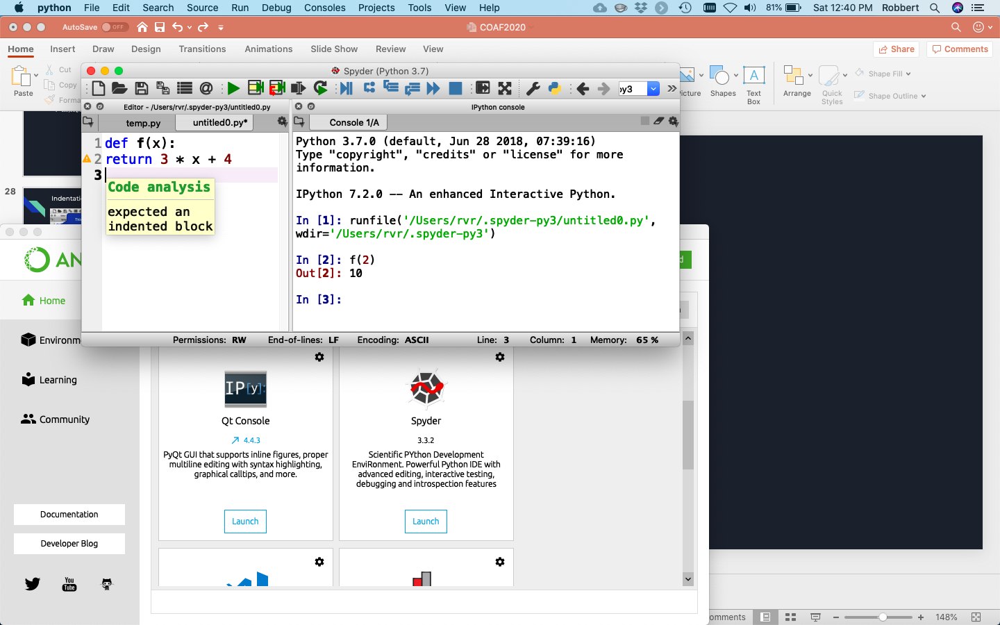 python File Edit Search Source Run Debug Consoles Projects Tools View Help 81% Sat 12:40 PM Robbert
AutoSave OFF COAF2020
Home Insert Draw Design Transitions Animations Slide Show Review View Share Comments
Paste Cut Copy
Shapes Text Box Arrange Quick Styles Shape Fill Shape Outline
Spyder (Python 3.7)
Editor - /Users/rvr/.spyder-py3/untitled0.py
temp.py untitled0.py*
1 def f(x):
2 return 3 * x + 4
3
Code analysis
expected an
indented block
IPython console
Console 1/A
Python 3.7.0 (default, Jun 28 2018, 07:39:16)
Type "copyright", "credits" or "license" for more
information.
IPython 7.2.0 -- An enhanced Interactive Python.
In [1]: runfile('/Users/rvr/.spyder-py3/untitled0.py',
wdir='/Users/rvr/.spyder-py3')
In [2]: f(2)
Out[2]: 10
In [3]:
Permissions: RW End-of-lines: LF Encoding: ASCII Line: 3 Column: 1 Memory: 65 %
28
Home
Learning
Community
Documentation
Developer Blog
You
Tube
IP[y]:
Qt Console
4.4.3
PyQt GUI that supports inline figures, proper
multiline editing with syntax highlighting,
graphical calltips, and more.
Launch
Spyder
3.3.2
Scientific PYthon Development
EnviRonment. Powerful Python IDE with
advanced editing, interactive testing,
debugging and introspection features
Launch
148%